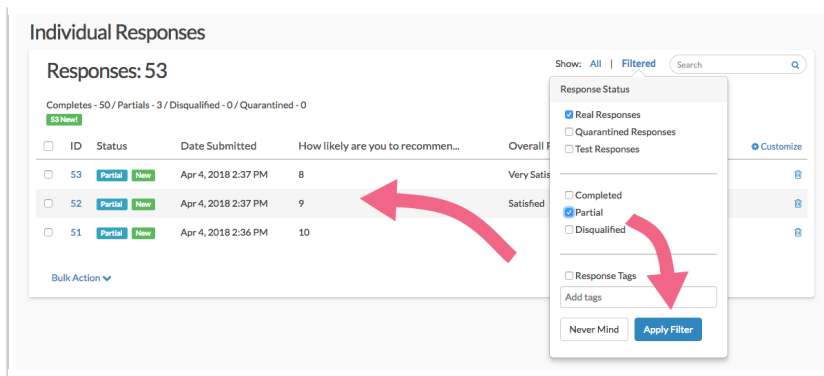 Individual Responses
Responses: 53
Show: All | Filtered Search
Completes - 50 / Partials - 3 / Disqualified - 0 / Quarantined - 0
53 New!
ID Status Date Submitted How likely are you to recommen... Overall Customize
53 Partial New Apr 4, 2018 2:37 PM 8 Very Satis
52 Partial New Apr 4, 2018 2:37 PM 9 Satisfied
51 Partial New Apr 4, 2018 2:36 PM 10
Bulk Action
Response Status
Real Responses
Quarantined Responses
Test Responses
Completed
Partial
Disqualified
Response Tags
Add tags
Never Mind Apply Filter